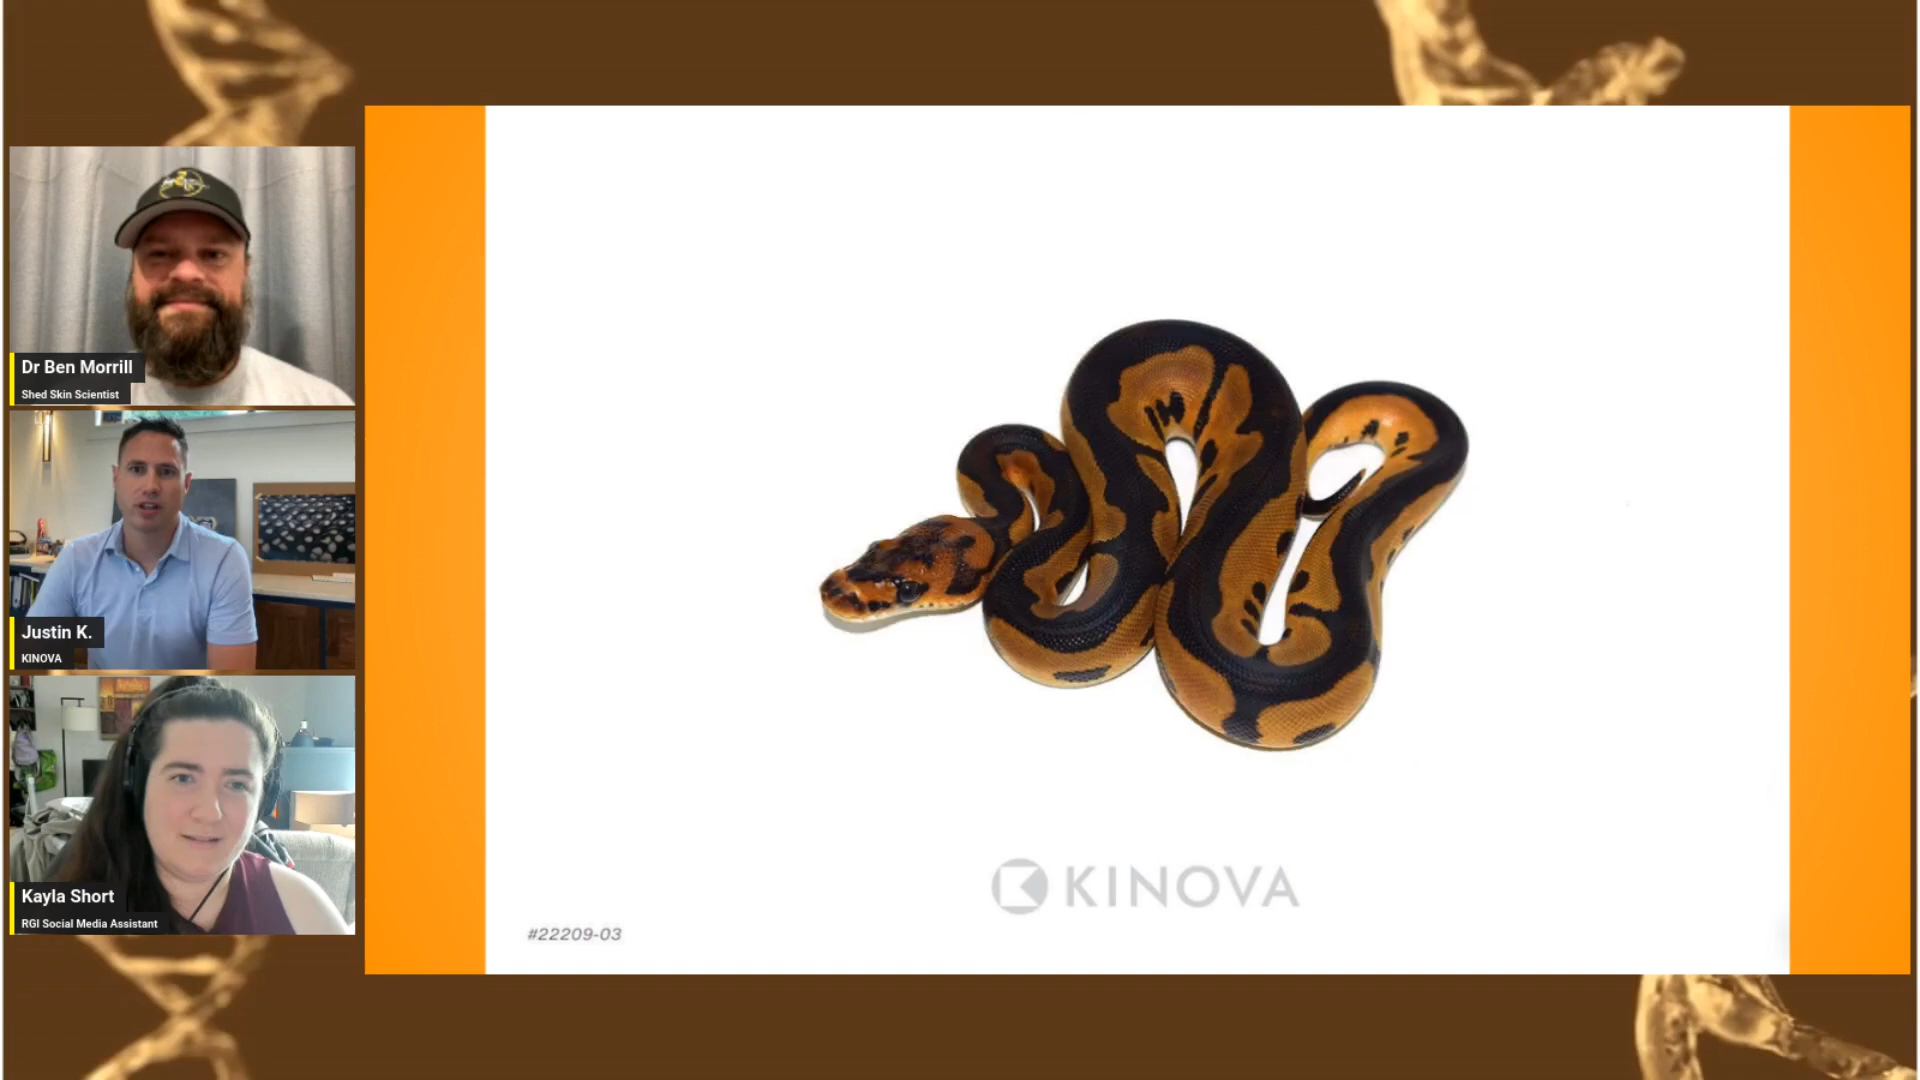 Dr Ben Morrill
Shed Skin Scientist
Justin K.
KINOVA
Kayla Short
RGI Social Media Assistant
KINOVA
#22209-03